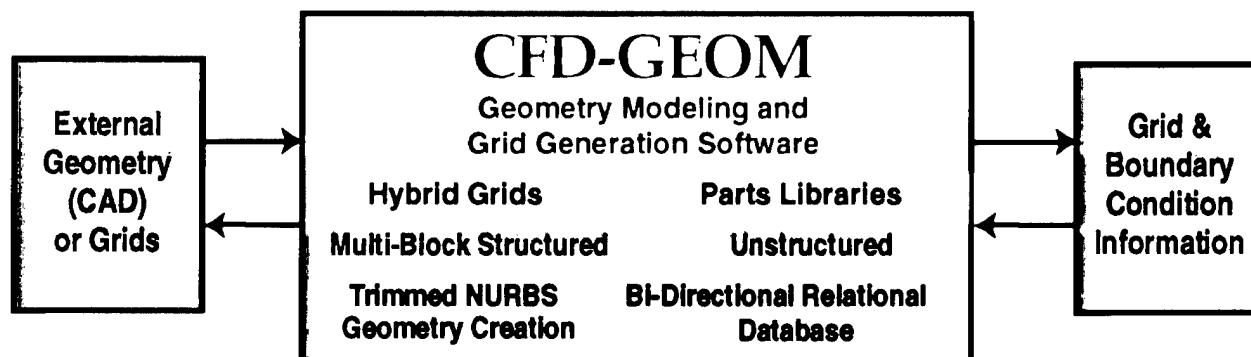 External
Geometry
(CAD)
or Grids
CFD-GEOM
Geometry Modeling and
Grid Generation Software
Hybrid Grids
Parts Libraries
Multi-Block Structured
Unstructured
Trimmed NURBS
Geometry Creation
Bi-Directional Relational
Database
Grid &
Boundary
Condition
Information